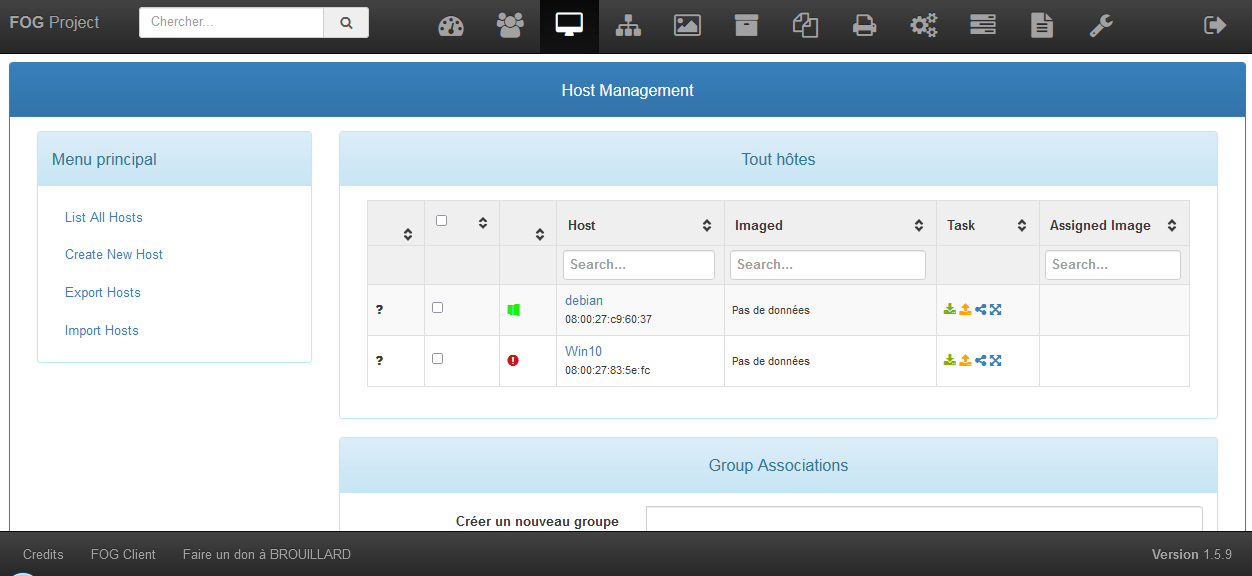 FOG Project
Chercher...
Host Management
Menu principal
List All Hosts
Create New Host
Export Hosts
Import Hosts
Tout hôtes
Host Imaged Task Assigned Image
Search... Search... Search...
? debian Pas de données
08:00:27:c9:60:37
? Win10 Pas de données
08:00:27:83:5e:fc
Group Associations
Créer un nouveau groupe
Credits FOG Client Faire un don à BROUILLARD Version 1.5.9